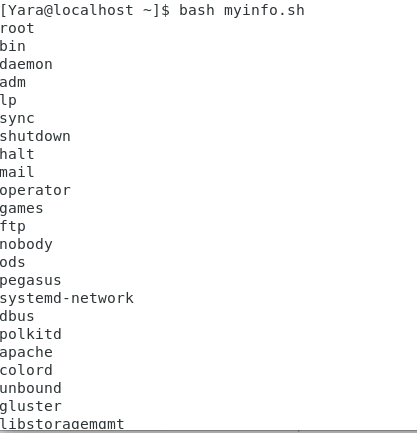 [Yara@localhost ~]$ bash myinfo.sh
root
bin
daemon
adm
lp
sync
shutdown
halt
mail
operator
games
ftp
nobody
ods
pegasus
systemd-network
dbus
polkitd
apache
colord
unbound
gluster
libstoragemgmt